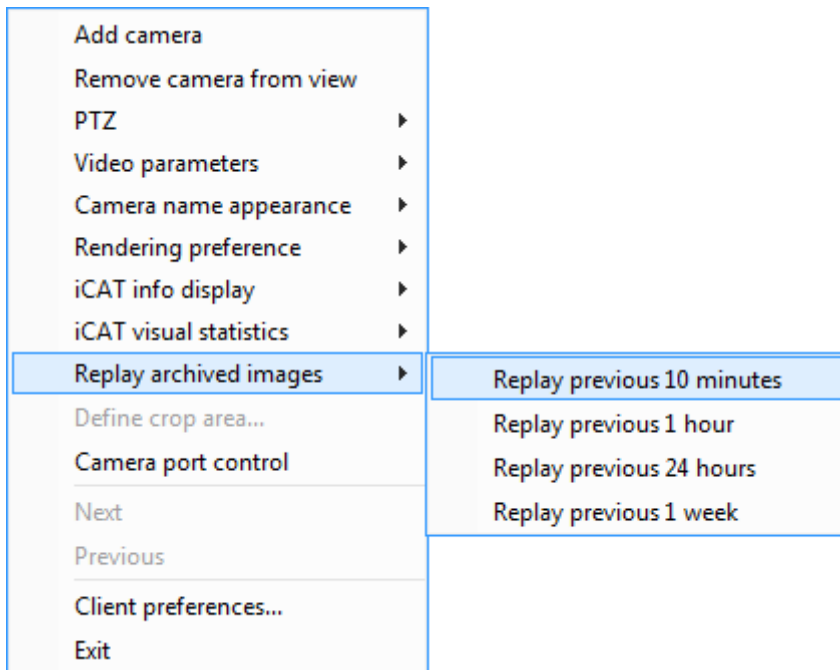 Add camera
Remove camera from view
PTZ
Video parameters
Camera name appearance
Rendering preference
iCAT info display
iCAT visual statistics
Replay archived images
Replay previous 10 minutes
Replay previous 1 hour
Replay previous 24 hours
Replay previous 1 week
Define crop area...
Camera port control
Next
Previous
Client preferences...
Exit